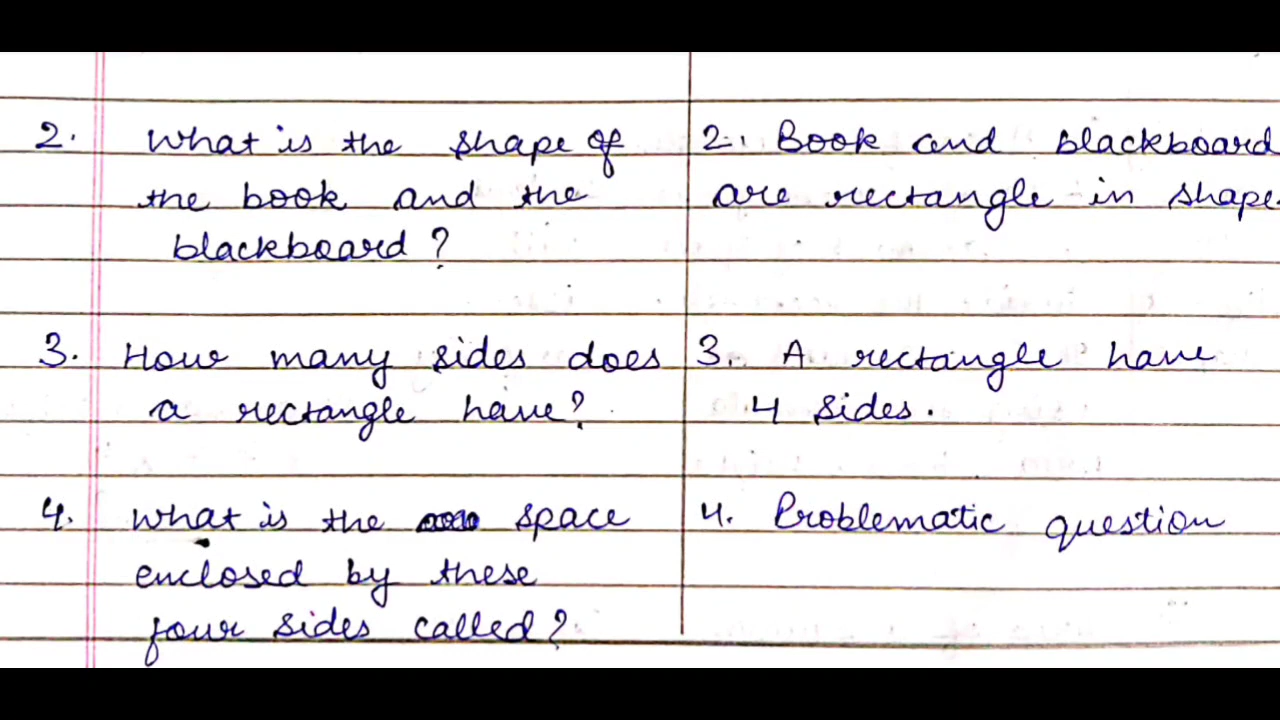 2. What is the shape of
the book and the
blackboard?
2. Book and blackboard
are rectangle in shape.
3. How many sides does
a rectangle have?
3. A rectangle have
4 sides.
4. What is the space
enclosed by these
four sides called?
4. Problematic question